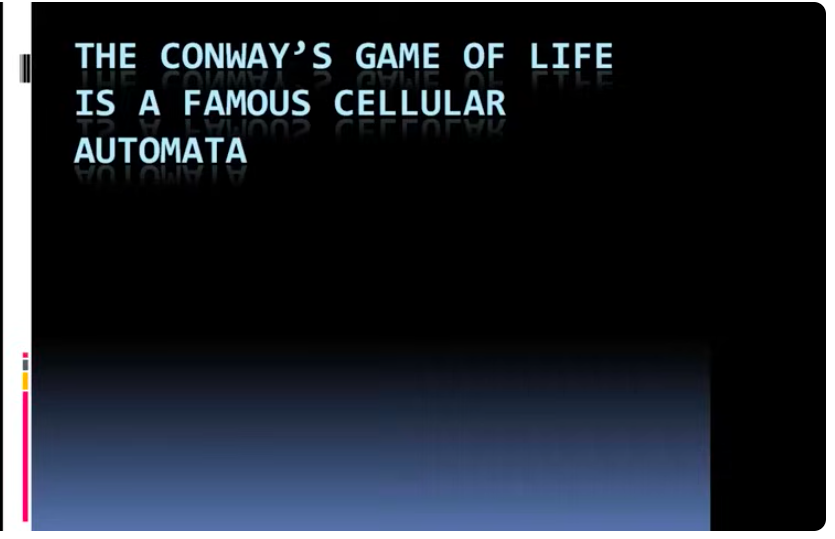 THE CONWAY’S GAME OF LIFE
IS A FAMOUS CELLULAR
AUTOMATA